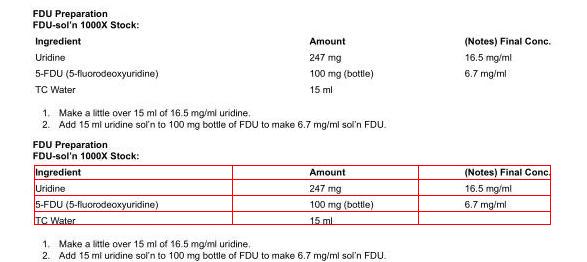 FDU Preparation
FDU-sol'n 1000X Stock:
Ingredient Amount (Notes) Final Conc.
Uridine 247 mg 16.5 mg/ml
5-FDU (5-fluorodeoxyuridine) 100 mg (bottle) 6.7 mg/ml
TC Water 15 ml
1. Make a little over 15 ml of 16.5 mg/ml uridine.
2. Add 15 ml uridine sol'n to 100 mg bottle of FDU to make 6.7 mg/ml sol'n FDU.
FDU Preparation
FDU-sol'n 1000X Stock:
Ingredient Amount (Notes) Final Conc.
Uridine 247 mg 16.5 mg/ml
5-FDU (5-fluorodeoxyuridine) 100 mg (bottle) 6.7 mg/ml
TC Water 15 ml
1. Make a little over 15 ml of 16.5 mg/ml uridine.
2. Add 15 ml uridine sol'n to 100 mg bottle of FDU to make 6.7 mg/ml sol'n FDU.